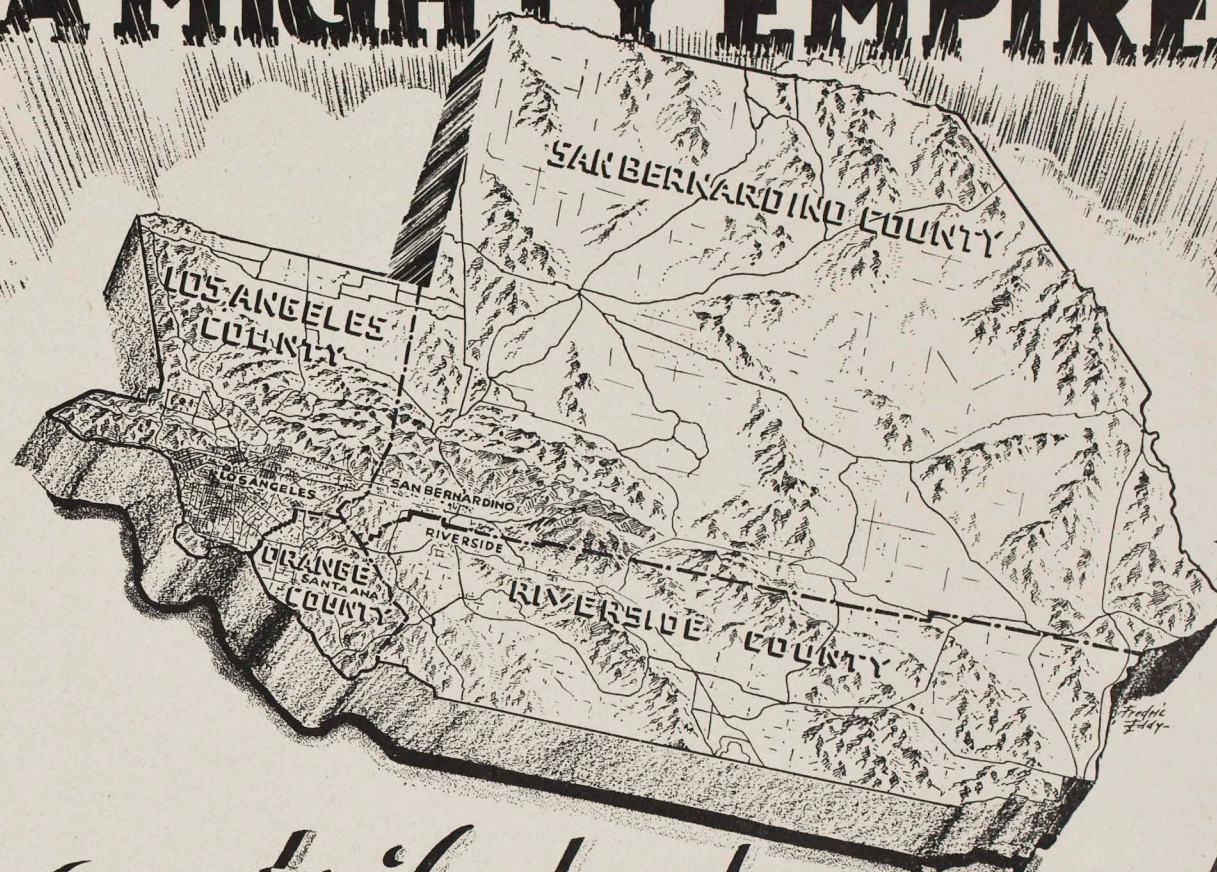 A MIGHTY EMPIRE
SAN BERNARDINO COUNTY
LOS ANGELES
COUNTY
LOS ANGELES
SAN BERNARDINO
RIVERSIDE
ORANGE
SANTA ANA
COUNTY
RIVERSIDE COUNTY
Fredric
Eddy